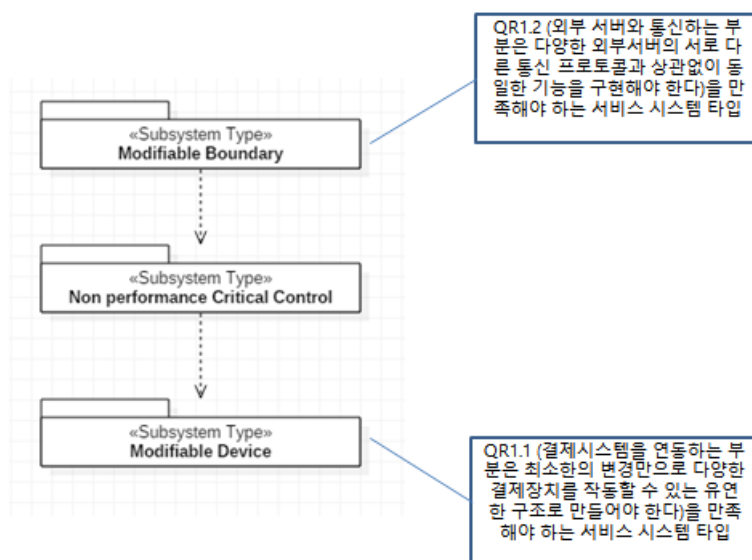 QR1.2 (외부 서버와 통신하는 부
분은 다양한 외부서버의 서로 다
른 통신 프로토콜과 상관없이 동
일한 기능을 구현해야 한다)을 만
족해야 하는 서비스 시스템 타입
«Subsystem Type»
Modifiable Boundary
«Subsystem Type»
Non performance Critical Control
«Subsystem Type»
Modifiable Device
QR1.1 (결제시스템을 연동하는 부
분은 최소한의 변경만으로 다양한
결제장치를 작동할 수 있는 유연
한 구조로 만들어야 한다)을 만족
해야 하는 서비스 시스템 타입